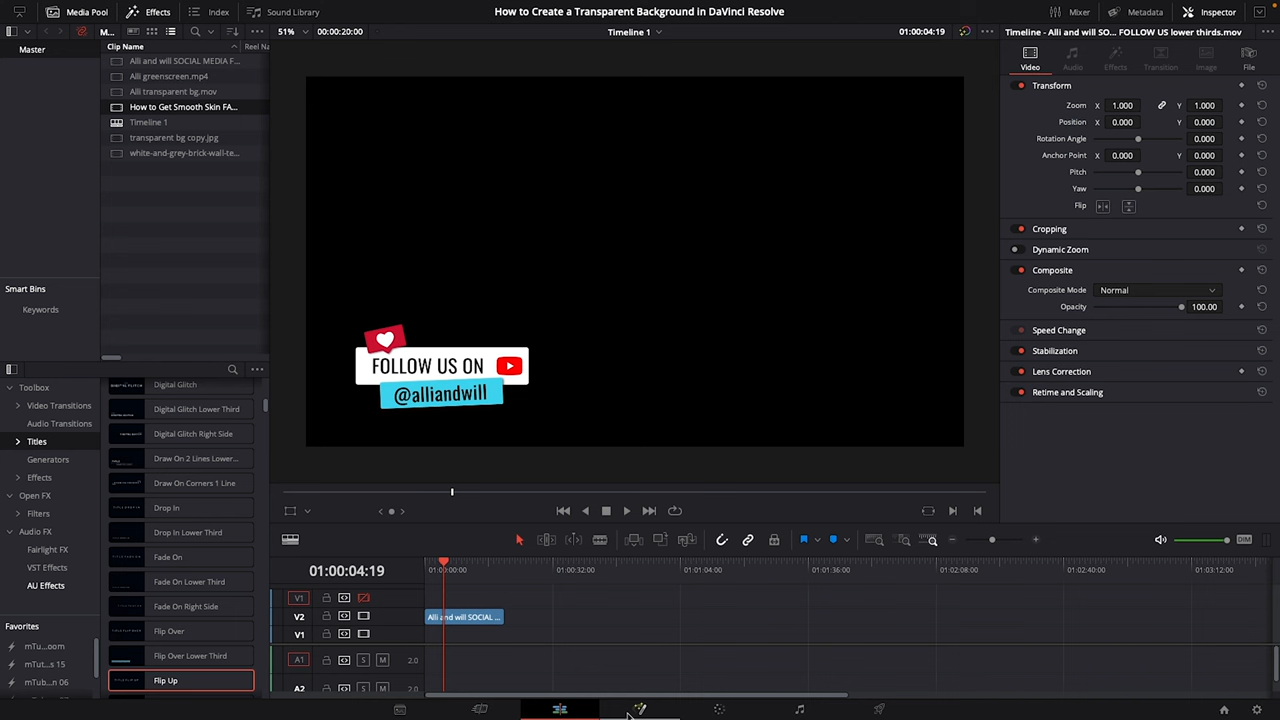 Media Pool
Effects
Index
Sound Library
How to Create a Transparent Background in DaVinci Resolve
Mixer
Metadata
Inspector
M...
51%
00:00:20:00
Timeline 1
01:00:04:19
Timeline - Alli and will SO... FOLLOW US lower thirds.mov
Master
Clip Name
Reel Na
Alli and will SOCIAL MEDIA F...
Alli greenscreen.mp4
Alli transparent bg.mov
How to Get Smooth Skin FA...
Timeline 1
transparent bg copy.jpg
white-and-grey-brick-wall-te...
Smart Bins
Keywords
Video
Audio
Effects
Transition
Image
File
Transform
Zoom X 1.000 Y 1.000
Position X 0.000 Y 0.000
Rotation Angle 0.000
Anchor Point X 0.000 Y 0.000
Pitch 0.000
Yaw 0.000
Flip
Cropping
Dynamic Zoom
Composite
Composite Mode Normal
Opacity 100.00
Speed Change
Stabilization
Lens Correction
Retime and Scaling
FOLLOW US ON
@alliandwill
Toolbox
Video Transitions
Audio Transitions
Titles
Generators
Effects
Open FX
Filters
Audio FX
Fairlight FX
VST Effects
AU Effects
Favorites
mTu...oom
mTut...s 15
mTub...n 06
Digital Glitch
Digital Glitch Lower Third
Digital Glitch Right Side
Draw On 2 Lines Lower...
Draw On Corners 1 Line
Drop In
Drop In Lower Third
Fade On
Fade On Lower Third
Fade On Right Side
Flip Over
Flip Over Lower Third
Flip Up
DIM
01:00:04:19
01:00:00:00
01:00:32:00
01:01:04:00
01:01:36:00
01:02:08:00
01:02:40:00
01:03:12:00
V1
V2
Alli and will SOCIAL ...
V1
A1 S M 2.0
A2 S M 2.0